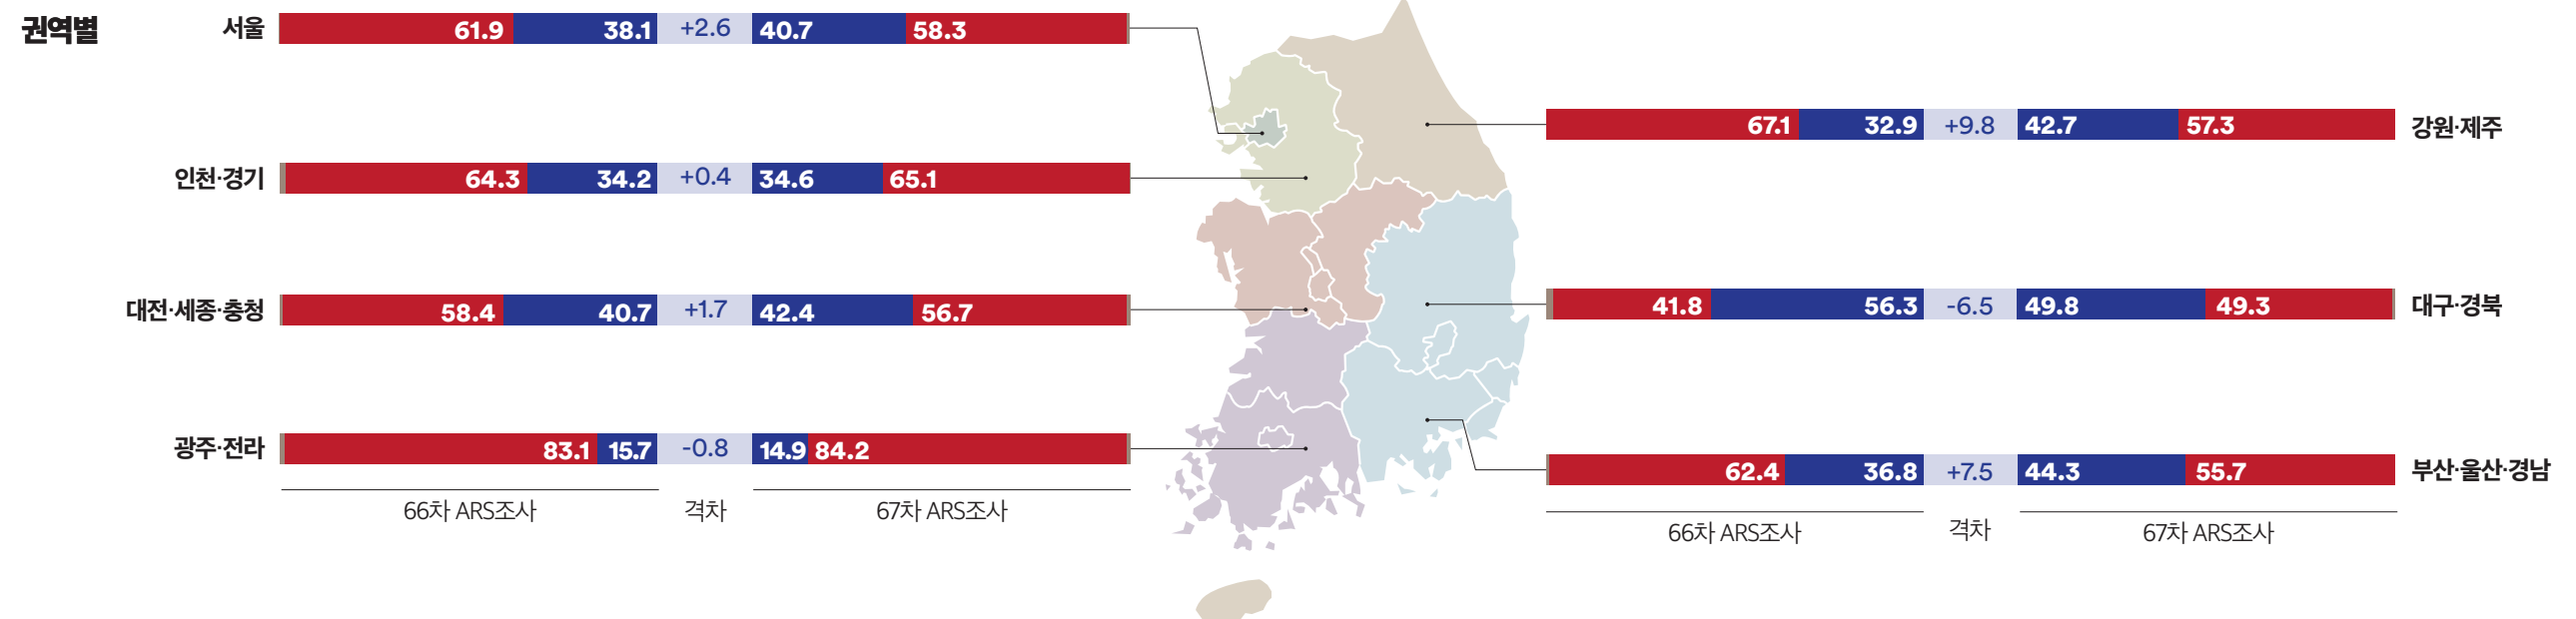 권역별
서울 61.9 38.1 +2.6 40.7 58.3
인천·경기 64.3 34.2 +0.4 34.6 65.1
대전·세종·충청 58.4 40.7 +1.7 42.4 56.7
광주·전라 83.1 15.7 -0.8 14.9 84.2
66차 ARS조사 격차 67차 ARS조사
67.1 32.9 +9.8 42.7 57.3 강원·제주
41.8 56.3 -6.5 49.8 49.3 대구·경북
62.4 36.8 +7.5 44.3 55.7 부산·울산·경남
66차 ARS조사 격차 67차 ARS조사